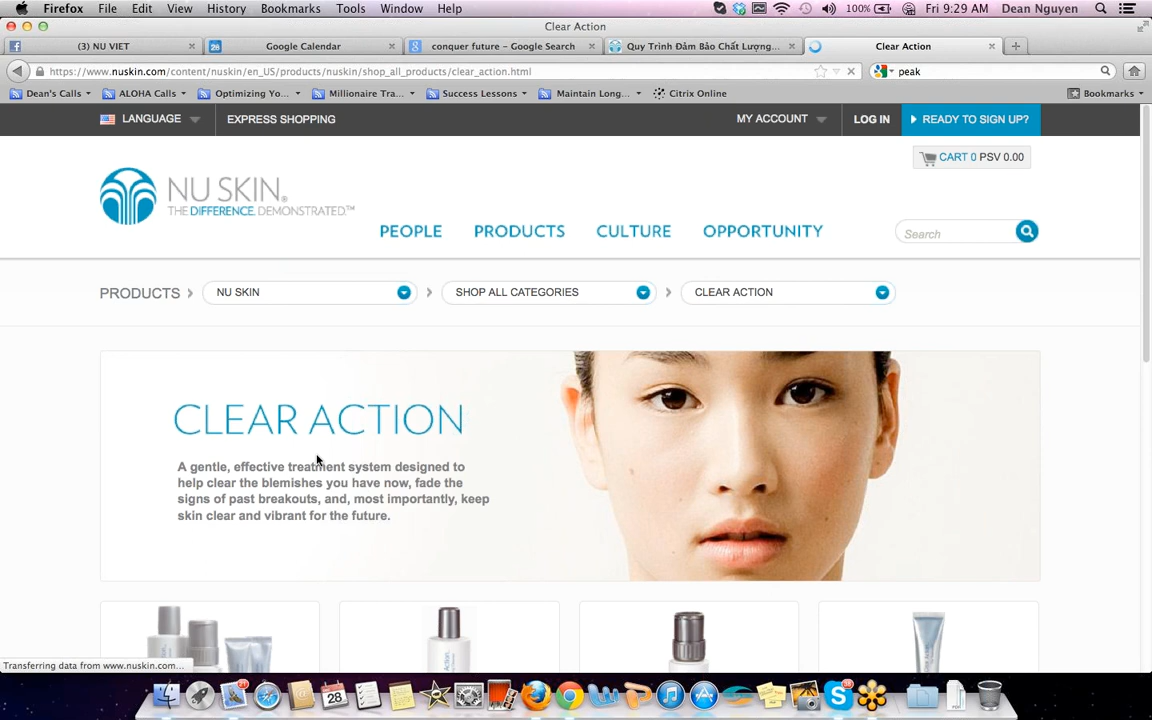 Firefox File Edit View History Bookmarks Tools Window Help 100% Fri 9:29 AM Dean Nguyen
Clear Action
(3) NU VIET Google Calendar conquer future – Google Search Quy Trình Đảm Bảo Chất Lượng... Clear Action
https://www.nuskin.com/content/nuskin/en_US/products/nuskin/shop_all_products/clear_action.html peak
Dean's Calls ALOHA Calls Optimizing Yo... Millionaire Tra... Success Lessons Maintain Long... Citrix Online Bookmarks
LANGUAGE EXPRESS SHOPPING MY ACCOUNT LOG IN READY TO SIGN UP?
CART 0 PSV 0.00
NU SKIN®
THE DIFFERENCE. DEMONSTRATED.™
PEOPLE PRODUCTS CULTURE OPPORTUNITY Search
PRODUCTS NU SKIN SHOP ALL CATEGORIES CLEAR ACTION
CLEAR ACTION
A gentle, effective treatment system designed to
help clear the blemishes you have now, fade the
signs of past breakouts, and, most importantly, keep
skin clear and vibrant for the future.
Transferring data from www.nuskin.com...